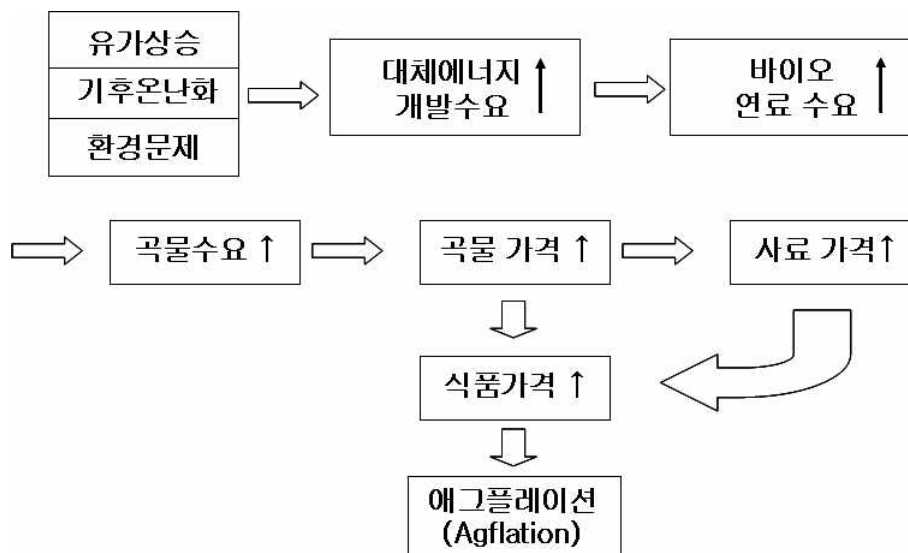 유가상승
기후온난화
환경문제
대체에너지
개발수요 ↑
바이오
연료 수요 ↑
곡물수요 ↑
곡물 가격 ↑
사료 가격↑
식품가격 ↑
애그플레이션
(Agflation)